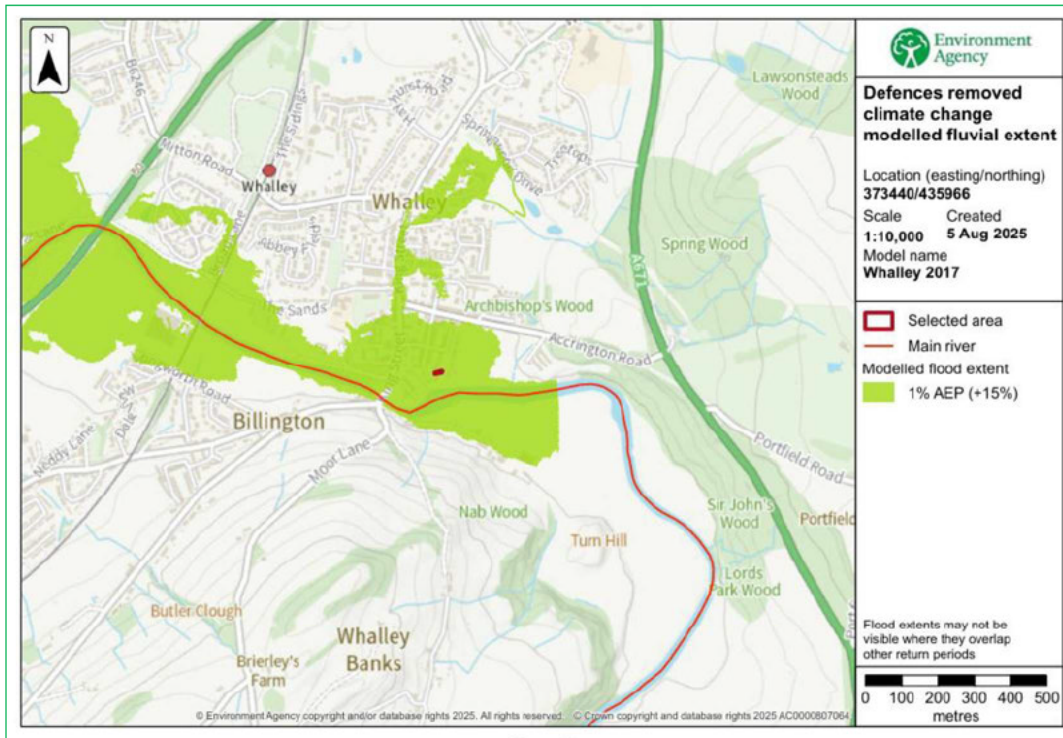 N
Environment
Agency
Defences removed
climate change
modelled fluvial extent
Location (easting/northing)
373440/435966
Scale Created
1:10,000 5 Aug 2025
Model name
Whalley 2017
Selected area
Main river
Modelled flood extent
1% AEP (+15%)
Flood extents may not be
visible where they overlap
other return periods
0 100 200 300 400 500
metres
Lawsonsteads
Wood
B6246
The Sidings
Mitton Road
Whalley
Whalley
Spring Wood
A671
Archbishop's Wood
The Sands
Accrington Road
Billington
Neddy Lane
Moor Lane
Portfield Road
Nab Wood
Sir John's
Wood
Portfield
Turn Hill
Lords
Park Wood
Butler Clough
Whalley
Banks
Brierley's
Farm
© Environment Agency copyright and/or database rights 2025. All rights reserved © Crown copyright and database rights 2025 AC0000807064